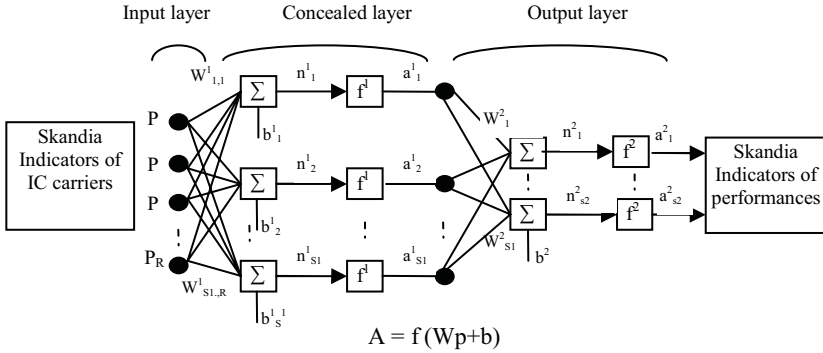 Input layer Concealed layer Output layer
W¹₁,₁ n¹₁ a¹₁
∑ f¹
P b¹₁ W²₁ n²₁ a²₁
Skandia
Indicators of
IC carriers
P n¹₂ a¹₂ ∑ f²
Skandia
Indicators of
performances
P ∑ f¹
b¹₂ ∑ n²s2 f² a²s2
Pᴿ n¹S1 a¹S1 W²S1
W¹S1.,R ∑ f¹ b²
b¹S¹
A = f (Wp+b)